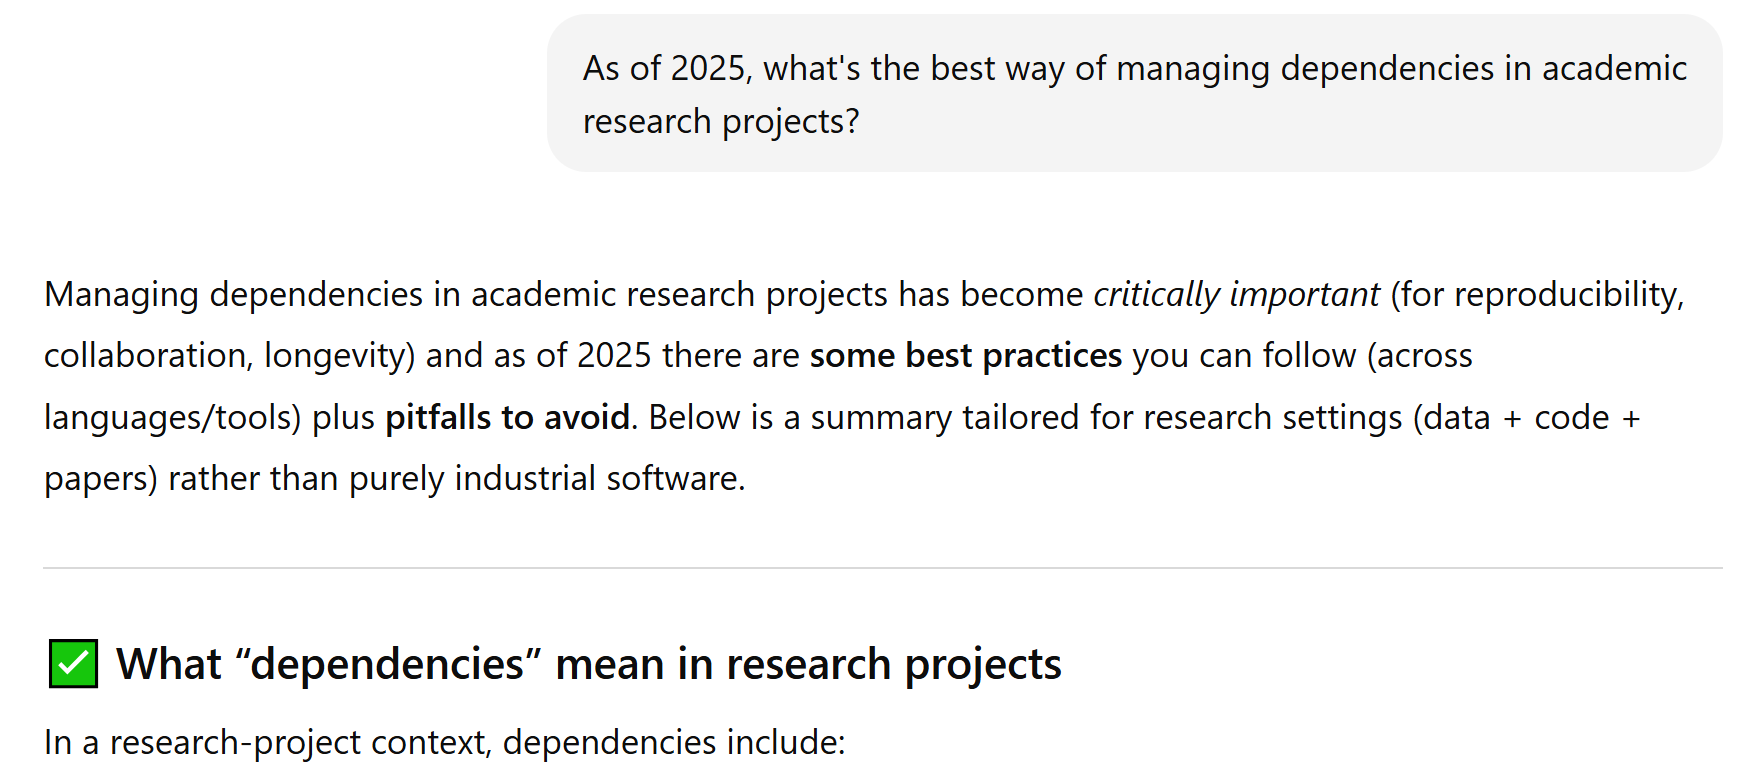 As of 2025, what's the best way of managing dependencies in academic
research projects?
Managing dependencies in academic research projects has become critically important (for reproducibility,
collaboration, longevity) and as of 2025 there are some best practices you can follow (across
languages/tools) plus pitfalls to avoid. Below is a summary tailored for research settings (data + code +
papers) rather than purely industrial software.
✅ What “dependencies” mean in research projects
In a research-project context, dependencies include: